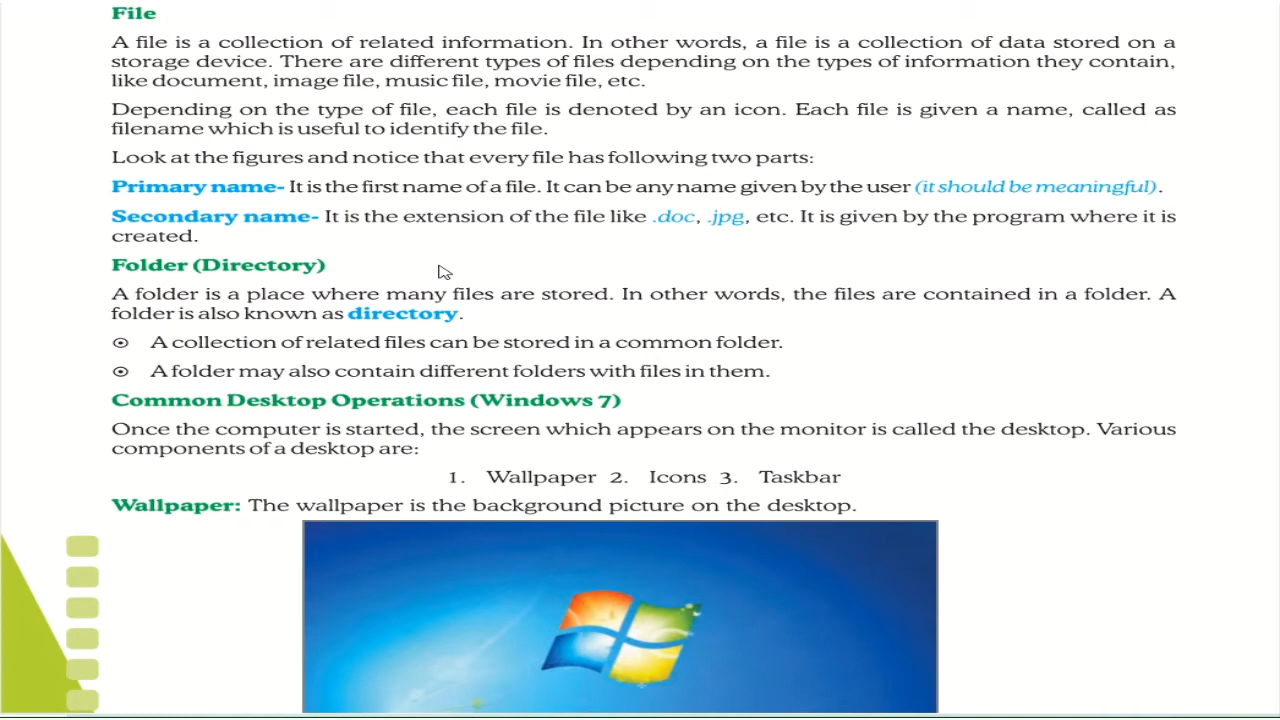 File
A file is a collection of related information. In other words, a file is a collection of data stored on a
storage device. There are different types of files depending on the types of information they contain,
like document, image file, music file, movie file, etc.
Depending on the type of file, each file is denoted by an icon. Each file is given a name, called as
filename which is useful to identify the file.
Look at the figures and notice that every file has following two parts:
Primary name- It is the first name of a file. It can be any name given by the user (it should be meaningful).
Secondary name- It is the extension of the file like .doc, .jpg, etc. It is given by the program where it is
created.
Folder (Directory)
A folder is a place where many files are stored. In other words, the files are contained in a folder. A
folder is also known as directory.
⊙ A collection of related files can be stored in a common folder.
⊙ A folder may also contain different folders with files in them.
Common Desktop Operations (Windows 7)
Once the computer is started, the screen which appears on the monitor is called the desktop. Various
components of a desktop are:
1. Wallpaper 2. Icons 3. Taskbar
Wallpaper: The wallpaper is the background picture on the desktop.